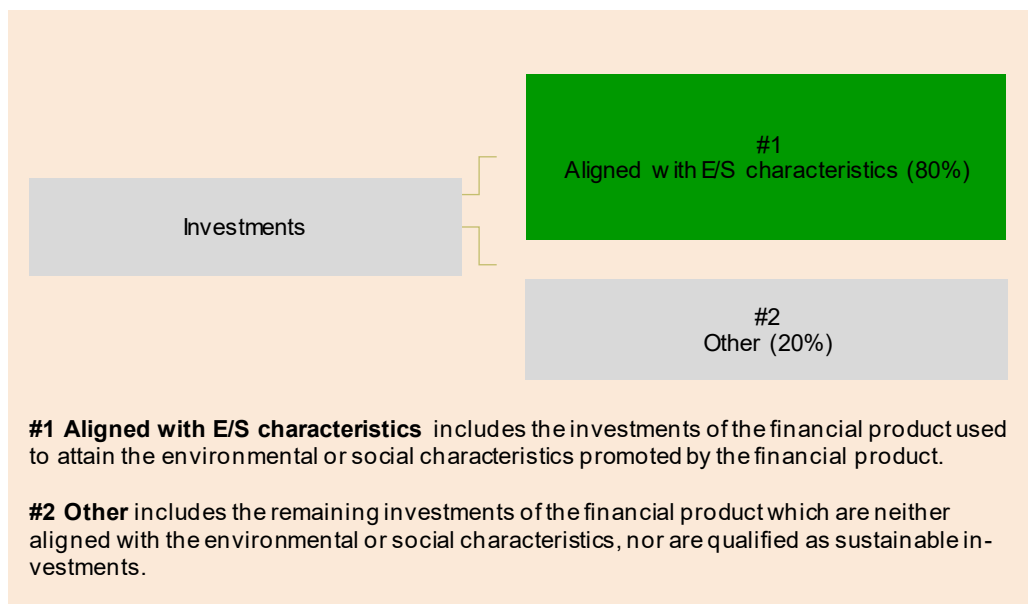 #1
Aligned with E/S characteristics (80%)
Investments
#2
Other (20%)
#1 Aligned with E/S characteristics includes the investments of the financial product used
to attain the environmental or social characteristics promoted by the financial product.
#2 Other includes the remaining investments of the financial product which are neither
aligned with the environmental or social characteristics, nor are qualified as sustainable in-
vestments.